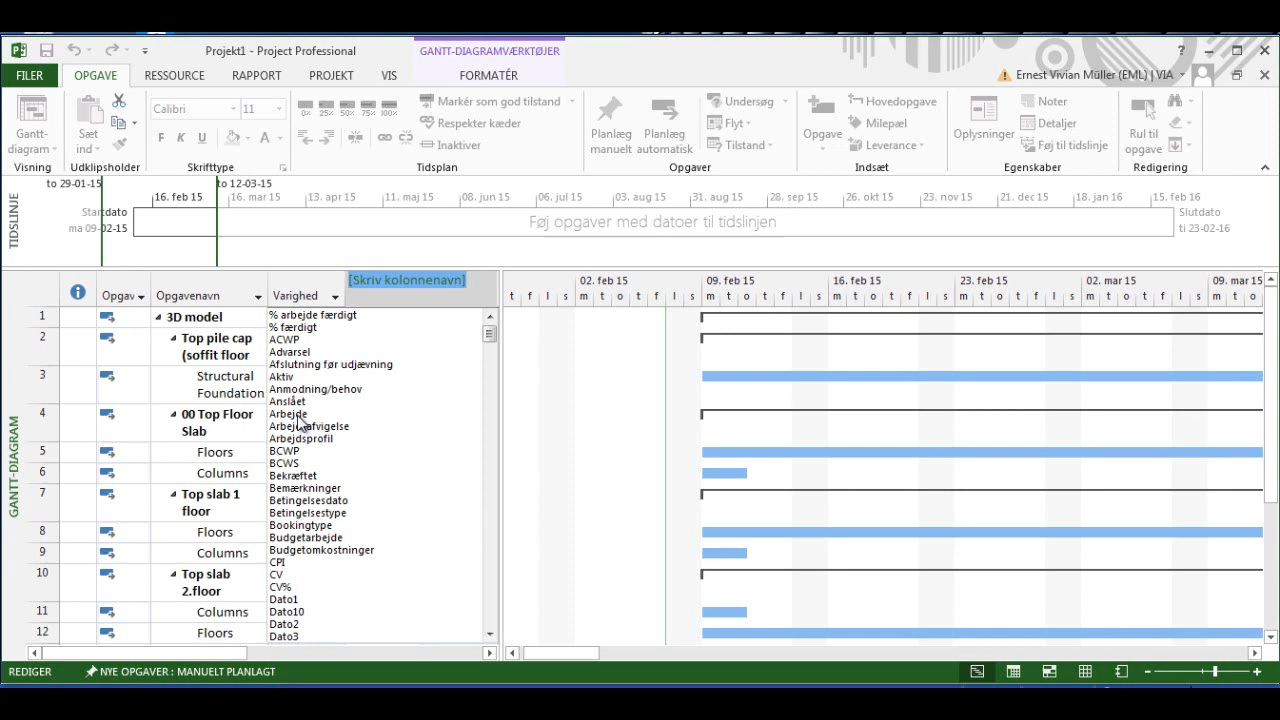 Projekt1 - Project Professional
GANTT-DIAGRAMVÆRKTØJER
?
FILER OPGAVE RESSOURCE RAPPORT PROJEKT VIS FORMATÉR
Ernest Vivian Müller (EML) | VIA
Gantt-diagram
Visning
Sæt ind
Udklipsholder
Calibri 11
F K U A
Skrifttype
0% 25% 50% 75% 100%
Markér som god tilstand
Respekter kæder
Inaktiver
Tidsplan
Planlæg manuelt
Planlæg automatisk
Undersøg
Flyt
Tilstand
Opgaver
Opgave
Hovedopgave
Milepæl
Leverance
Indsæt
Oplysninger
Noter
Detaljer
Føj til tidslinje
Egenskaber
Rul til opgave
Redigering
TIDSLINJE
to 29-01-15 to 12-03-15
16. feb 15 16. mar 15 13. apr 15 11. maj 15 08. jun 15 06. jul 15 03. aug 15 31. aug 15 28. sep 15 26. okt 15 23. nov 15 21. dec 15 18. jan 16 15. feb 16
Startdato
ma 09-02-15
Føj opgaver med datoer til tidslinjen
Slutdato
ti 23-02-16
GANTT-DIAGRAM
Opgav Opgavenavn Varighed [Skriv kolonnenavn]
02. feb 15 09. feb 15 16. feb 15 23. feb 15 02. mar 15 09. mar 15
t f l s m t o t f l s m t o t f l s m t o t f l s m t o t f l s m t o t f l s m t o
1 3D model
2 Top pile cap (soffit floor
3 Structural Foundation
4 00 Top Floor Slab
5 Floors
6 Columns
7 Top slab 1 floor
8 Floors
9 Columns
10 Top slab 2.floor
11 Columns
12 Floors
% arbejde færdigt
% færdigt
ACWP
Advarsel
Afslutning før udjævning
Aktiv
Anmodning/behov
Anslået
Arbejde
Arbejdsafvigelse
Arbejdsprofil
BCWP
BCWS
Bekræftet
Bemærkninger
Betingelsesdato
Betingelsestype
Bookingtype
Budgetarbejde
Budgetomkostninger
CPI
CV
CV%
Dato1
Dato10
Dato2
Dato3
REDIGER NYE OPGAVER : MANUELT PLANLAGT